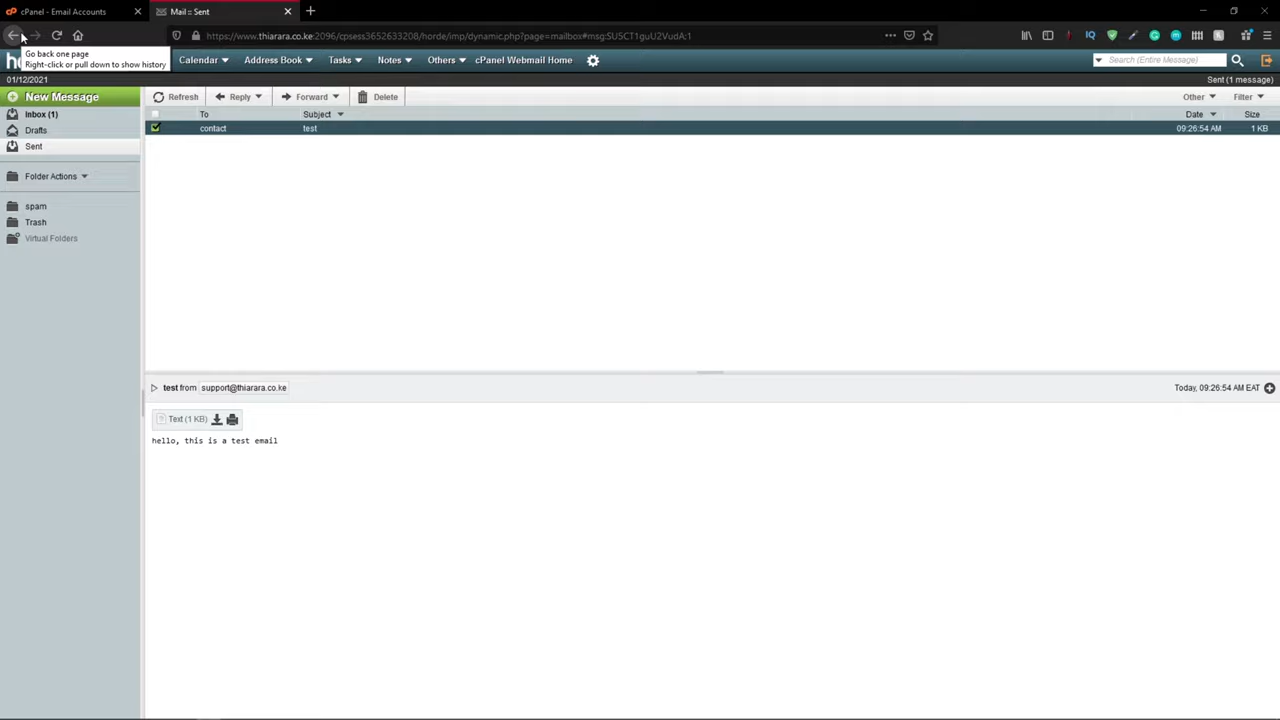 cPanel - Email Accounts
Mail :: Sent
https://www.thiarara.co.ke:2096/cpsess3652633208/horde/imp/dynamic.php?page=mailbox#msg:SU5CT1guU2VudA:1
Go back one page
Right-click or pull down to show history
Calendar
Address Book
Tasks
Notes
Others
cPanel Webmail Home
Search (Entire Message)
01/12/2021
Sent (1 message)
New Message
Refresh
Reply
Forward
Delete
Other
Filter
Inbox (1)
Drafts
Sent
Folder Actions
spam
Trash
Virtual Folders
To
Subject
Date
Size
contact
test
09:26:54 AM
1 KB
test from support@thiarara.co.ke
Today, 09:26:54 AM EAT
Text (1 KB)
hello, this is a test email